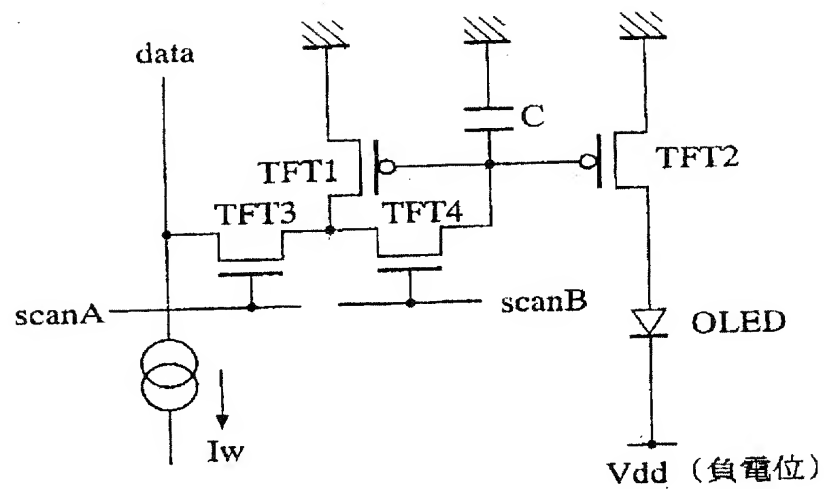 data
C
TFT1
TFT2
TFT3
TFT4
scanA
scanB
OLED
Iw
Vdd（負電位）